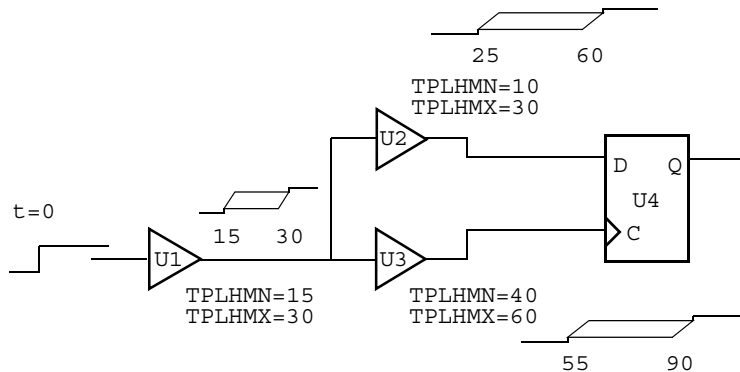 25 60
TPLHMN=10
TPLHMX=30
U2
D Q
U4
C
t=0
15 30
U1
U3
TPLHMN=15
TPLHMX=30
TPLHMN=40
TPLHMX=60
55 90